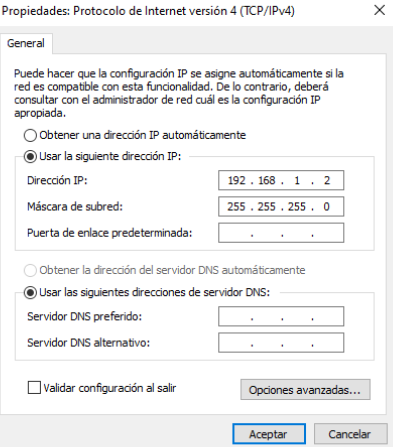 Propiedades: Protocolo de Internet versión 4 (TCP/IPv4)
General
Puede hacer que la configuración IP se asigne automáticamente si la
red es compatible con esta funcionalidad. De lo contrario, deberá
consultar con el administrador de red cuál es la configuración IP
apropiada.
Obtener una dirección IP automáticamente
Usar la siguiente dirección IP:
Dirección IP: 192 . 168 . 1 . 2
Máscara de subred: 255 . 255 . 255 . 0
Puerta de enlace predeterminada: . . .
Obtener la dirección del servidor DNS automáticamente
Usar las siguientes direcciones de servidor DNS:
Servidor DNS preferido: . . .
Servidor DNS alternativo: . . .
Validar configuración al salir Opciones avanzadas...
Aceptar Cancelar